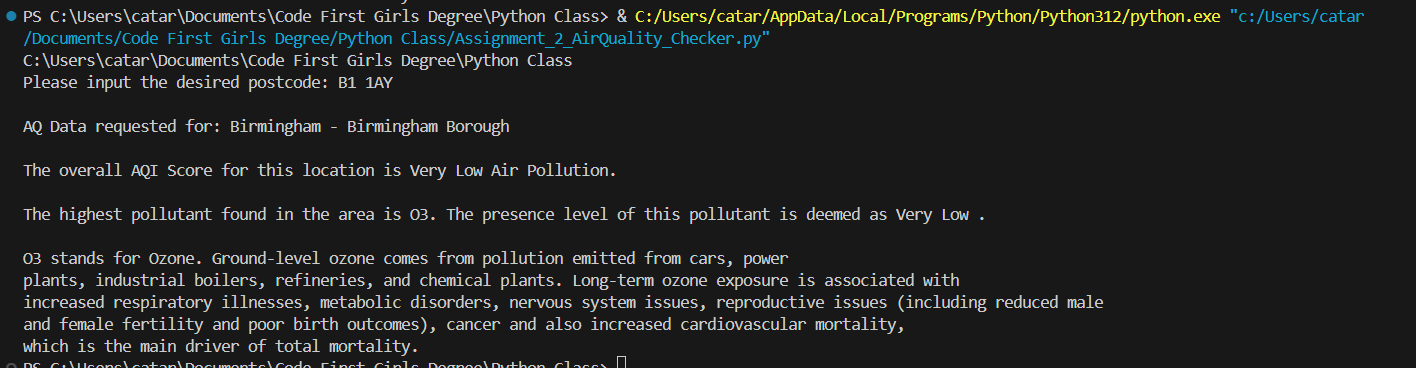 PS C:\Users\catar\Documents\Code First Girls Degree\Python Class> & C:/Users/catar/AppData/Local/Programs/Python/Python312/python.exe "c:/Users/catar
/Documents/Code First Girls Degree/Python Class/Assignment_2_AirQuality_Checker.py"
C:\Users\catar\Documents\Code First Girls Degree\Python Class
Please input the desired postcode: B1 1AY
AQ Data requested for: Birmingham - Birmingham Borough
The overall AQI Score for this location is Very Low Air Pollution.
The highest pollutant found in the area is O3. The presence level of this pollutant is deemed as Very Low .
O3 stands for Ozone. Ground-level ozone comes from pollution emitted from cars, power
plants, industrial boilers, refineries, and chemical plants. Long-term ozone exposure is associated with
increased respiratory illnesses, metabolic disorders, nervous system issues, reproductive issues (including reduced male
and female fertility and poor birth outcomes), cancer and also increased cardiovascular mortality,
which is the main driver of total mortality.
PS C:\Users\catar\Documents\Code First Girls Degree\Python Class>